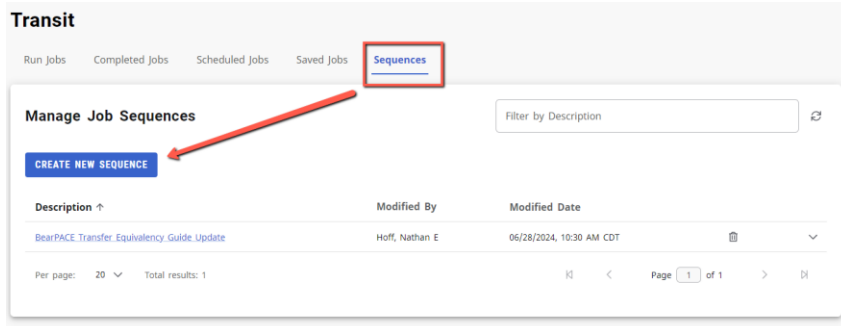 Transit
Run Jobs Completed Jobs Scheduled Jobs Saved Jobs Sequences
Manage Job Sequences
Filter by Description
CREATE NEW SEQUENCE
Description ↑ Modified By Modified Date
BearPACE Transfer Equivalency Guide Update Hoff, Nathan E 06/28/2024, 10:30 AM CDT
Per page: 20 Total results: 1 Page 1 of 1